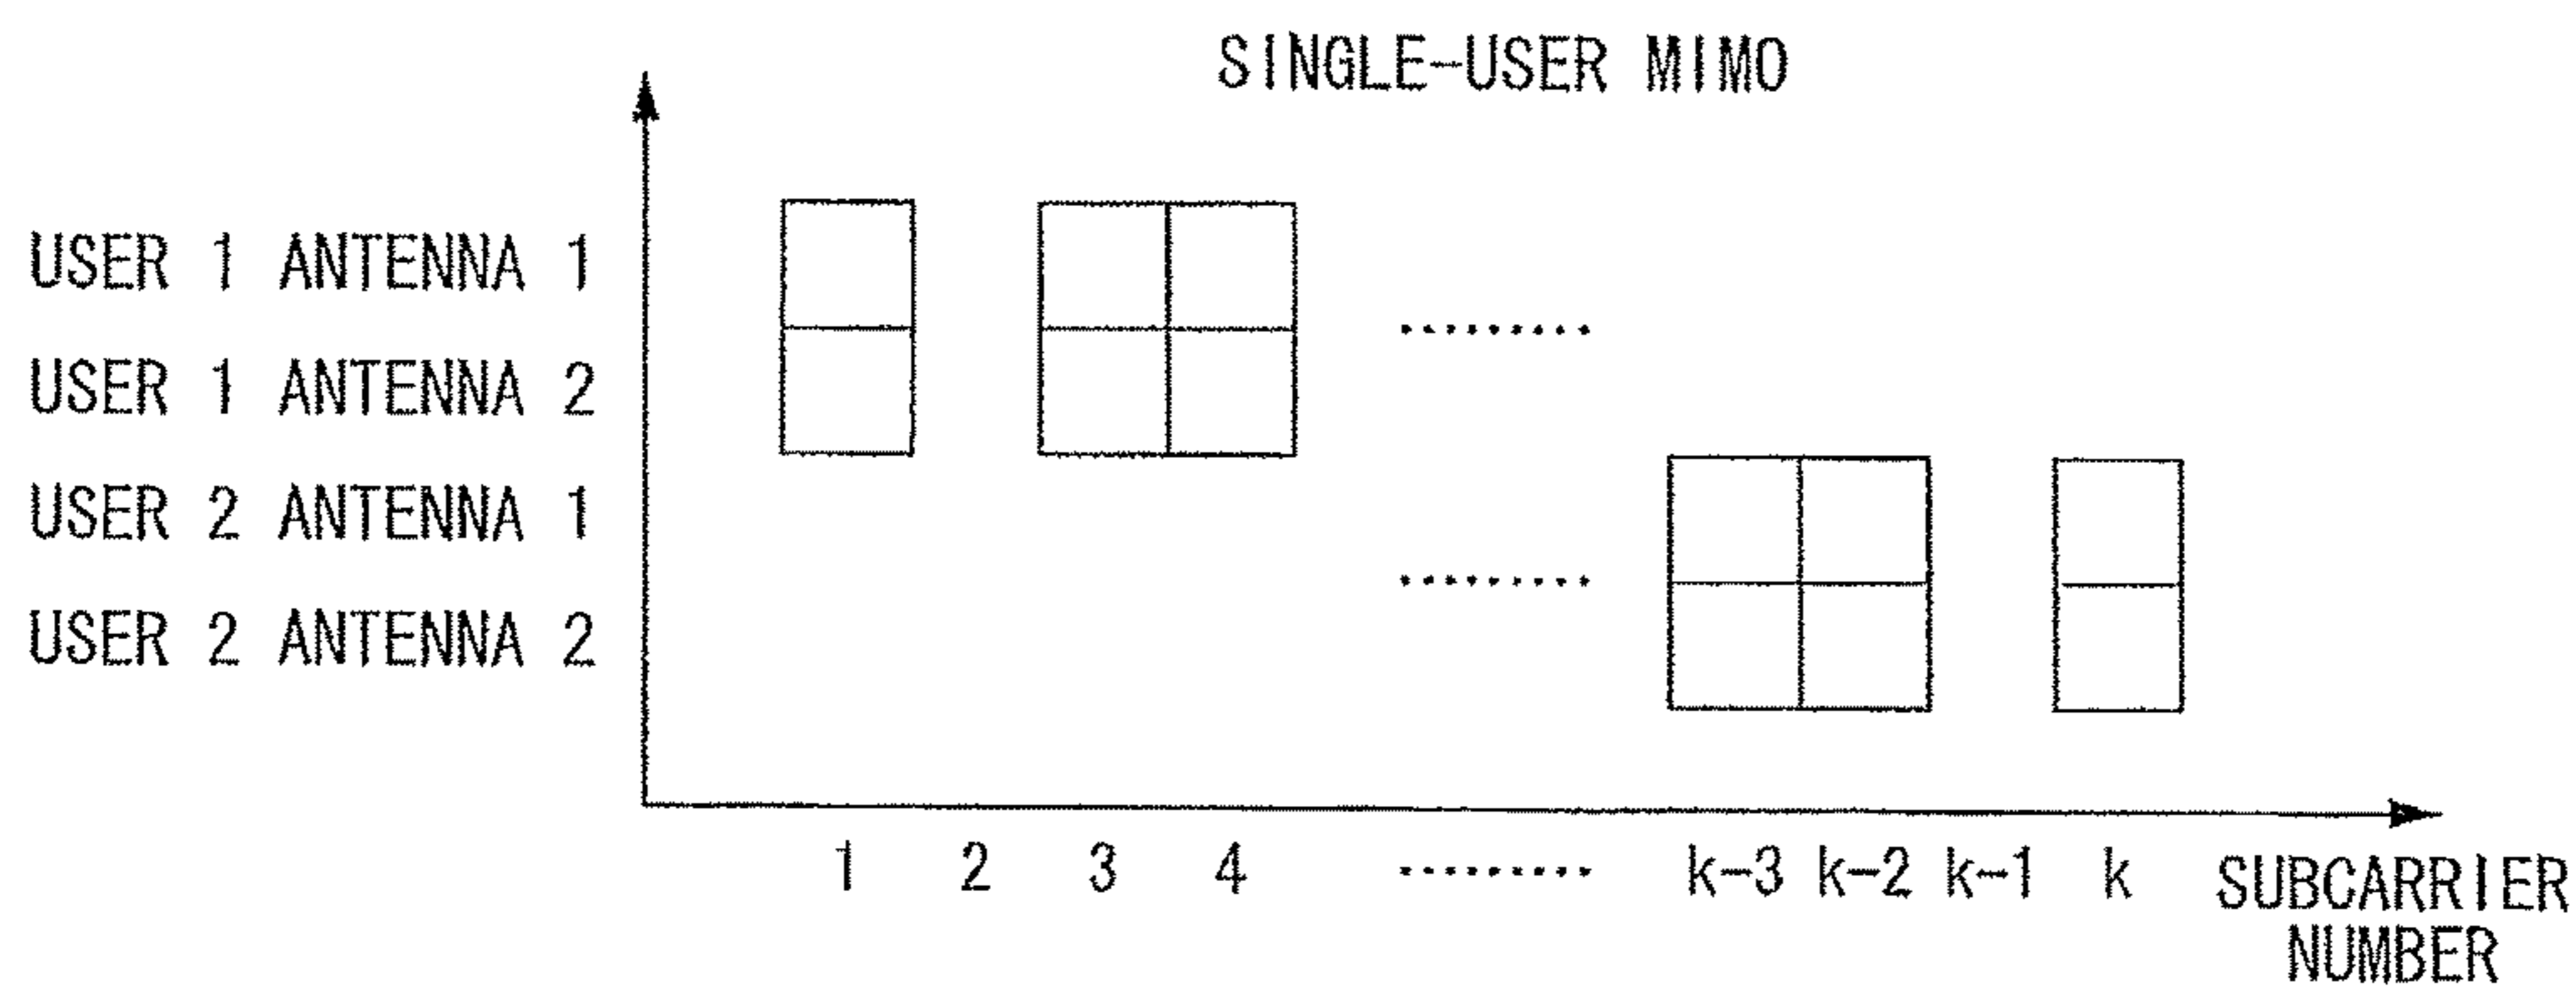 SINGLE-USER MIMO
USER 1 ANTENNA 1
USER 1 ANTENNA 2
USER 2 ANTENNA 1
USER 2 ANTENNA 2
1 2 3 4 ......... k-3 k-2 k-1 k
SUBCARRIER
NUMBER